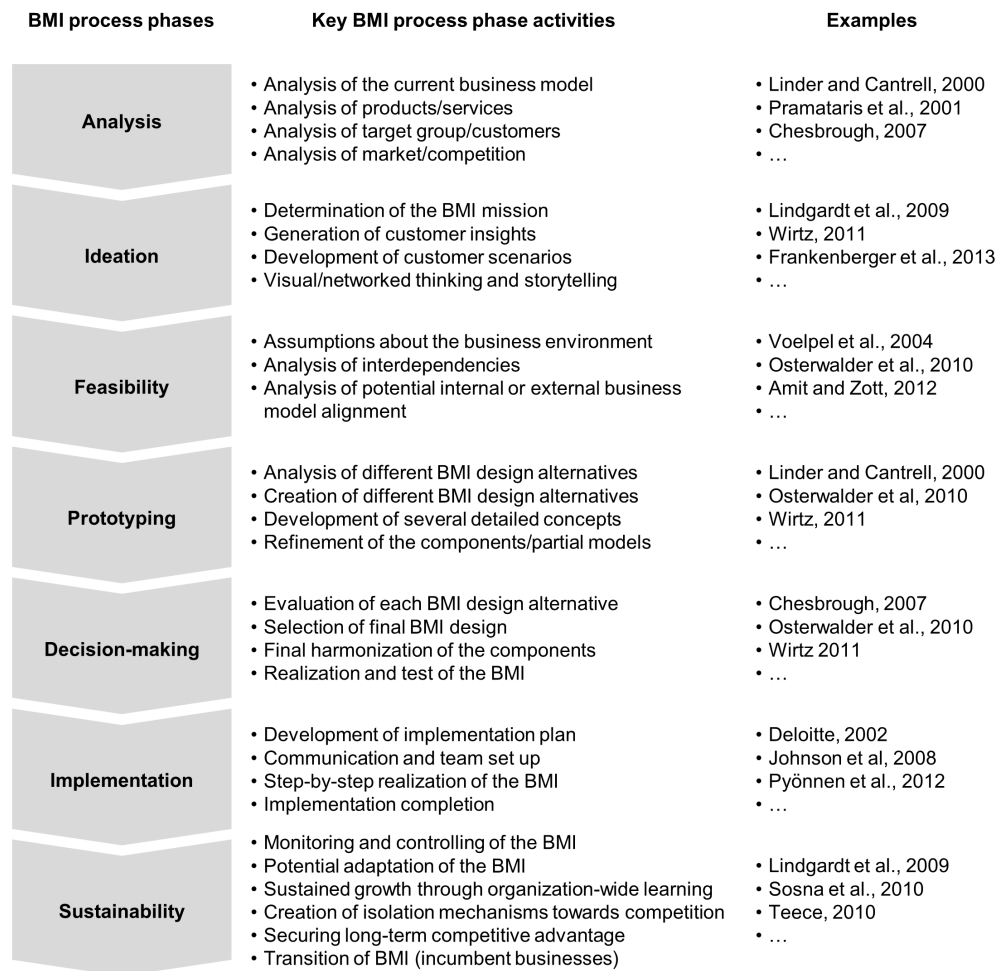 BMI process phases
Key BMI process phase activities
Examples
Analysis
• Analysis of the current business model
• Analysis of products/services
• Analysis of target group/customers
• Analysis of market/competition
• Linder and Cantrell, 2000
• Pramataris et al., 2001
• Chesbrough, 2007
• …
Ideation
• Determination of the BMI mission
• Generation of customer insights
• Development of customer scenarios
• Visual/networked thinking and storytelling
• Lindgardt et al., 2009
• Wirtz, 2011
• Frankenberger et al., 2013
• …
Feasibility
• Assumptions about the business environment
• Analysis of interdependencies
• Analysis of potential internal or external business
model alignment
• Voelpel et al., 2004
• Osterwalder et al., 2010
• Amit and Zott, 2012
• …
Prototyping
• Analysis of different BMI design alternatives
• Creation of different BMI design alternatives
• Development of several detailed concepts
• Refinement of the components/partial models
• Linder and Cantrell, 2000
• Osterwalder et al, 2010
• Wirtz, 2011
• …
Decision-making
• Evaluation of each BMI design alternative
• Selection of final BMI design
• Final harmonization of the components
• Realization and test of the BMI
• Chesbrough, 2007
• Osterwalder et al., 2010
• Wirtz 2011
• …
Implementation
• Development of implementation plan
• Communication and team set up
• Step-by-step realization of the BMI
• Implementation completion
• Deloitte, 2002
• Johnson et al, 2008
• Pyönnen et al., 2012
• …
Sustainability
• Monitoring and controlling of the BMI
• Potential adaptation of the BMI
• Sustained growth through organization-wide learning
• Creation of isolation mechanisms towards competition
• Securing long-term competitive advantage
• Transition of BMI (incumbent businesses)
• Lindgardt et al., 2009
• Sosna et al., 2010
• Teece, 2010
• …